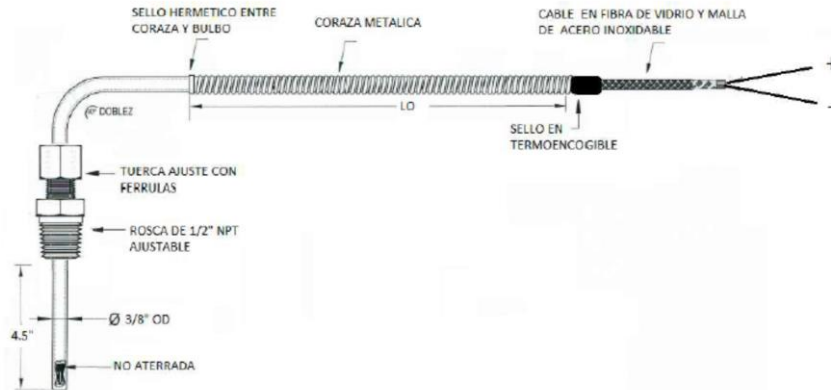 SELLO HERMETICO ENTRE
CORAZA Y BULBO
CORAZA METALICA
CABLE EN FIBRA DE VIDRIO Y MALLA
DE ACERO INOXIDABLE
+
-
DOBLEZ
LO
SELLO EN
TERMOENCOGIBLE
TUERCA AJUSTE CON
FERRULAS
ROSCA DE 1/2" NPT
AJUSTABLE
4.5"
Ø 3/8" OD
NO ATERRADA